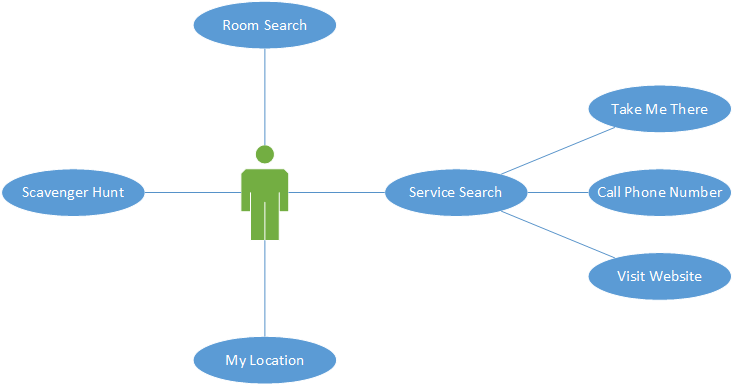 Room Search
Take Me There
Scavenger Hunt
Service Search
Call Phone Number
Visit Website
My Location